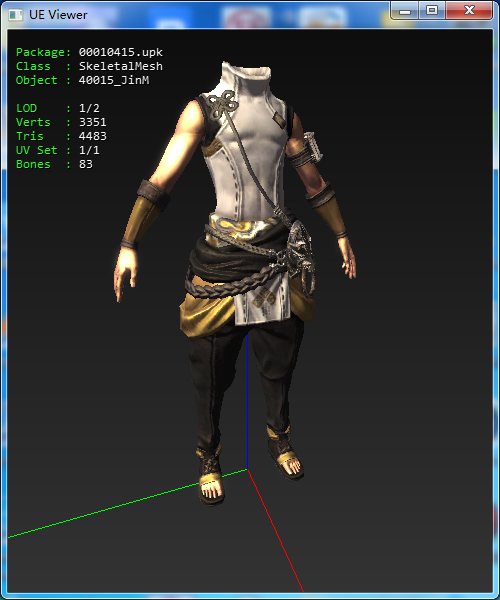 UE Viewer
Package: 00010415.upk
Class : SkeletalMesh
Object : 40015_JinM
LOD : 1/2
Verts : 3351
Tris : 4483
UV Set : 1/1
Bones : 83